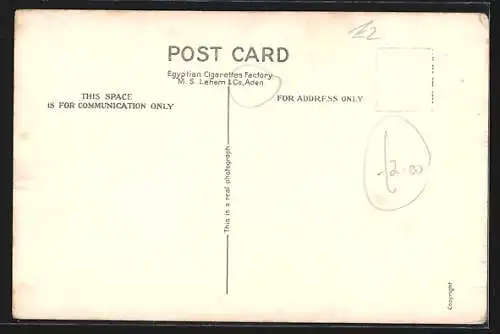 POST CARD
Egyptian Cigarettes Factory
M. S. Lehem & Co, Aden
THIS SPACE
IS FOR COMMUNICATION ONLY
FOR ADDRESS ONLY
This is a real photograph
Copyright